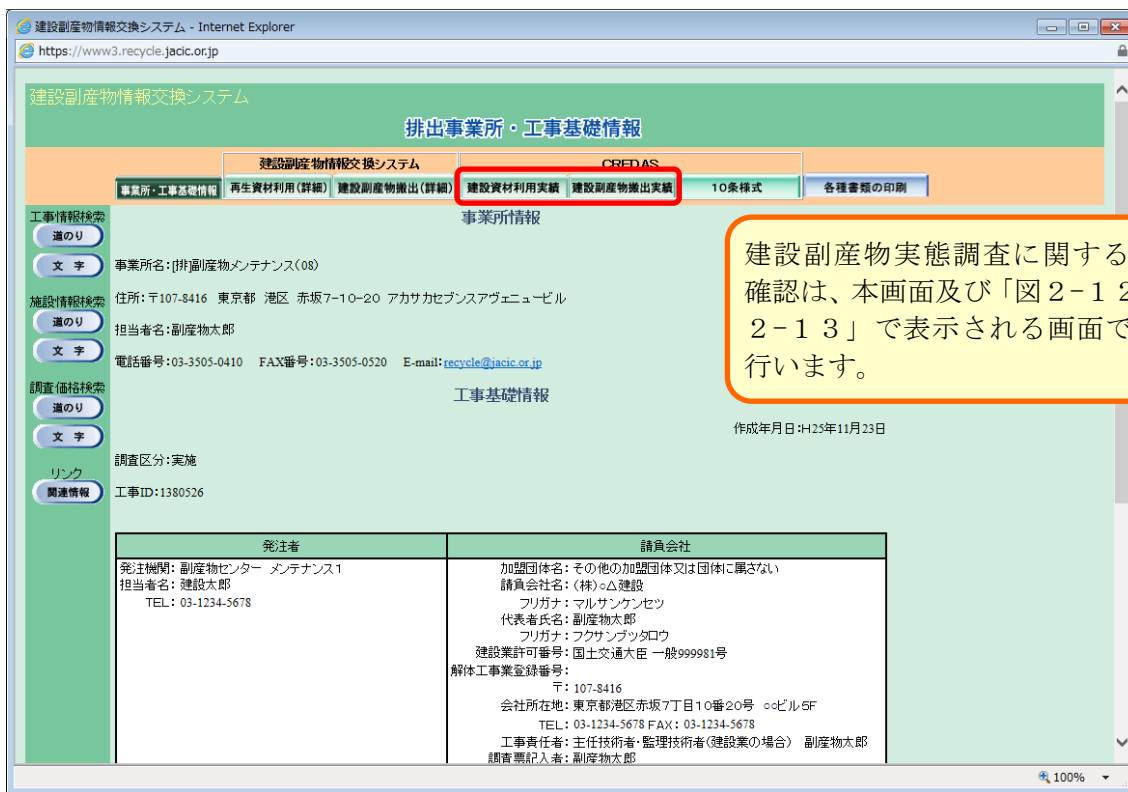 建設副産物情報交換システム - Internet Explorer
https://www3.recycle.jacic.or.jp
建設副産物情報交換システム
排出事業所・工事基礎情報
建設副産物情報交換システム
CREDAS
事業所・工事基礎情報
再生資材利用(詳細)
建設副産物搬出(詳細)
建設資材利用実績
建設副産物搬出実績
10条様式
各種書類の印刷
工事情報検索
道のり
文 字
施設情報検索
道のり
文 字
調査価格検索
道のり
文 字
リンク
関連情報
事業所情報
事業所名:[排]副産物メンテナンス(08)
住所:〒107-8416 東京都 港区 赤坂7-10-20 アカサカセブンスアヴェニュービル
担当者名:副産物太郎
電話番号:03-3505-0410 FAX番号:03-3505-0520 E-mail:recycle@jacic.or.jp
建設副産物実態調査に関する
確認は、本画面及び「図2-12
2-13」で表示される画面で
行います。
工事基礎情報
作成年月日:H25年11月23日
調査区分:実施
工事ID:1380526
発注者
発注機関: 副産物センター メンテナンス1
担当者名: 建設太郎
TEL: 03-1234-5678
請負会社
加盟団体名: その他の加盟団体又は団体に属さない
請負会社名: (株)○△建設
フリガナ: マルサンケンセツ
代表者氏名: 副産物太郎
フリガナ: フクサンブッタロウ
建設業許可番号: 国土交通大臣 一般999981号
解体工事業登録番号:
〒: 107-8416
会社所在地: 東京都港区赤坂7丁目10番20号 ○○ビル5F
TEL: 03-1234-5678 FAX: 03-1234-5678
工事責任者: 主任技術者・監理技術者(建設業の場合) 副産物太郎
調査票記入者: 副産物太郎
100%